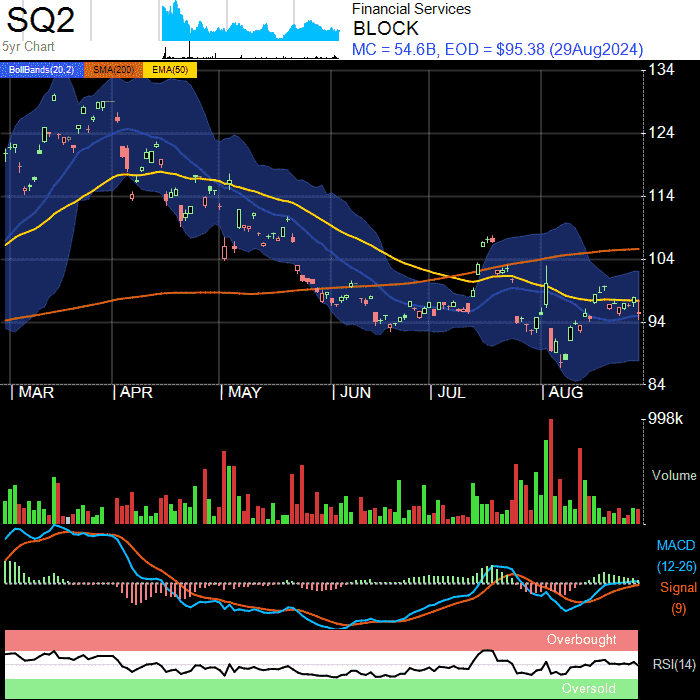 SQ2
5yr Chart
Financial Services
BLOCK
MC = 54.6B, EOD = $95.38 (29Aug2024)
BollBands(20,2) SMA(200) EMA(50)
134
124
114
104
94
84
MAR APR MAY JUN JUL AUG
998k
Volume
MACD
(12-26)
Signal
(9)
Overbought
RSI(14)
Oversold